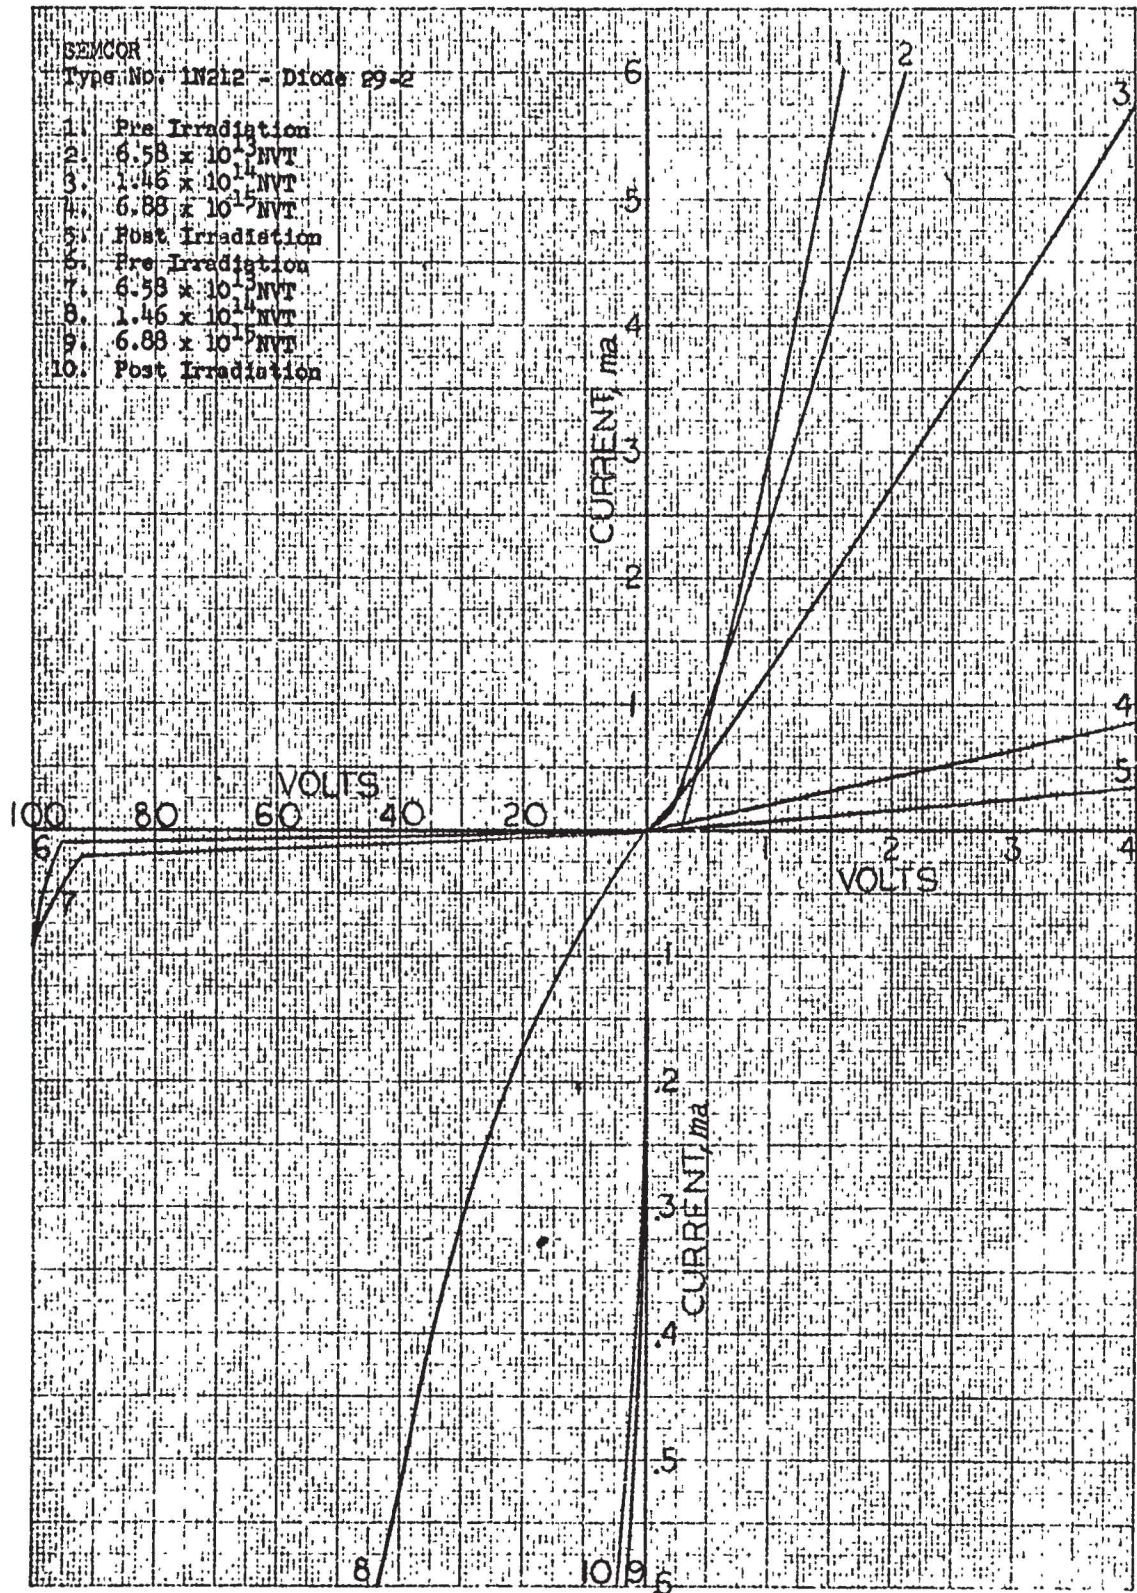 SEMCOR
Type No. 1N212 - Diode 29-2
1. Pre Irradiation
2. 6.58 x 10^13 NVT
3. 1.46 x 10^14 NVT
4. 6.88 x 10^15 NVT
5. Post Irradiation
6. Pre Irradiation
7. 6.58 x 10^13 NVT
8. 1.46 x 10^14 NVT
9. 6.88 x 10^15 NVT
10. Post Irradiation
1 2 3
6
5
4
CURRENT, ma
3
2
1
4
5
VOLTS
100 80 60 40 20
6
7
1 2 3 4
VOLTS
.1
.2
CURRENT, ma
.3
.4
.5
8 10 9 .6